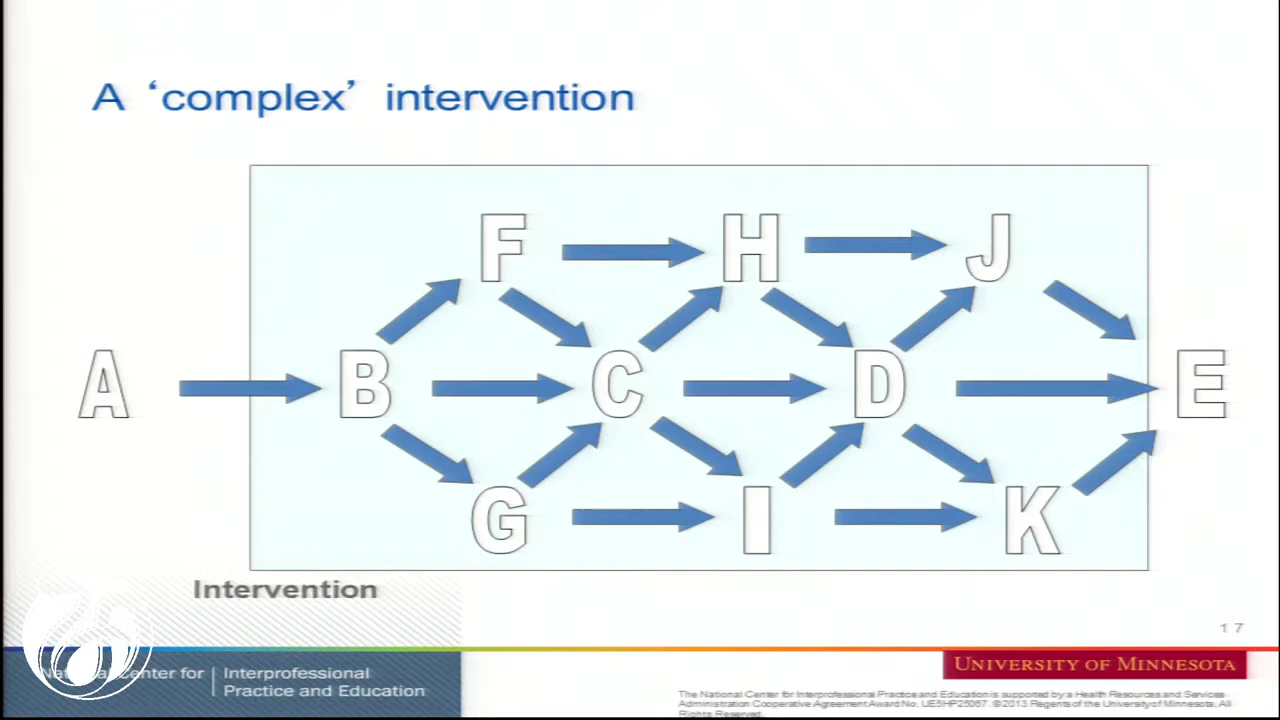 A ‘complex’ intervention
F H J
A B C D E
G I K
Intervention
17
National Center for
Interprofessional
Practice and Education
UNIVERSITY OF MINNESOTA
The National Center for Interprofessional Practice and Education is supported by a Health Resources and Services
Administration Cooperative Agreement Award No. UE5HP25067. © 2013 Regents of the University of Minnesota, All
Rights Reserved.